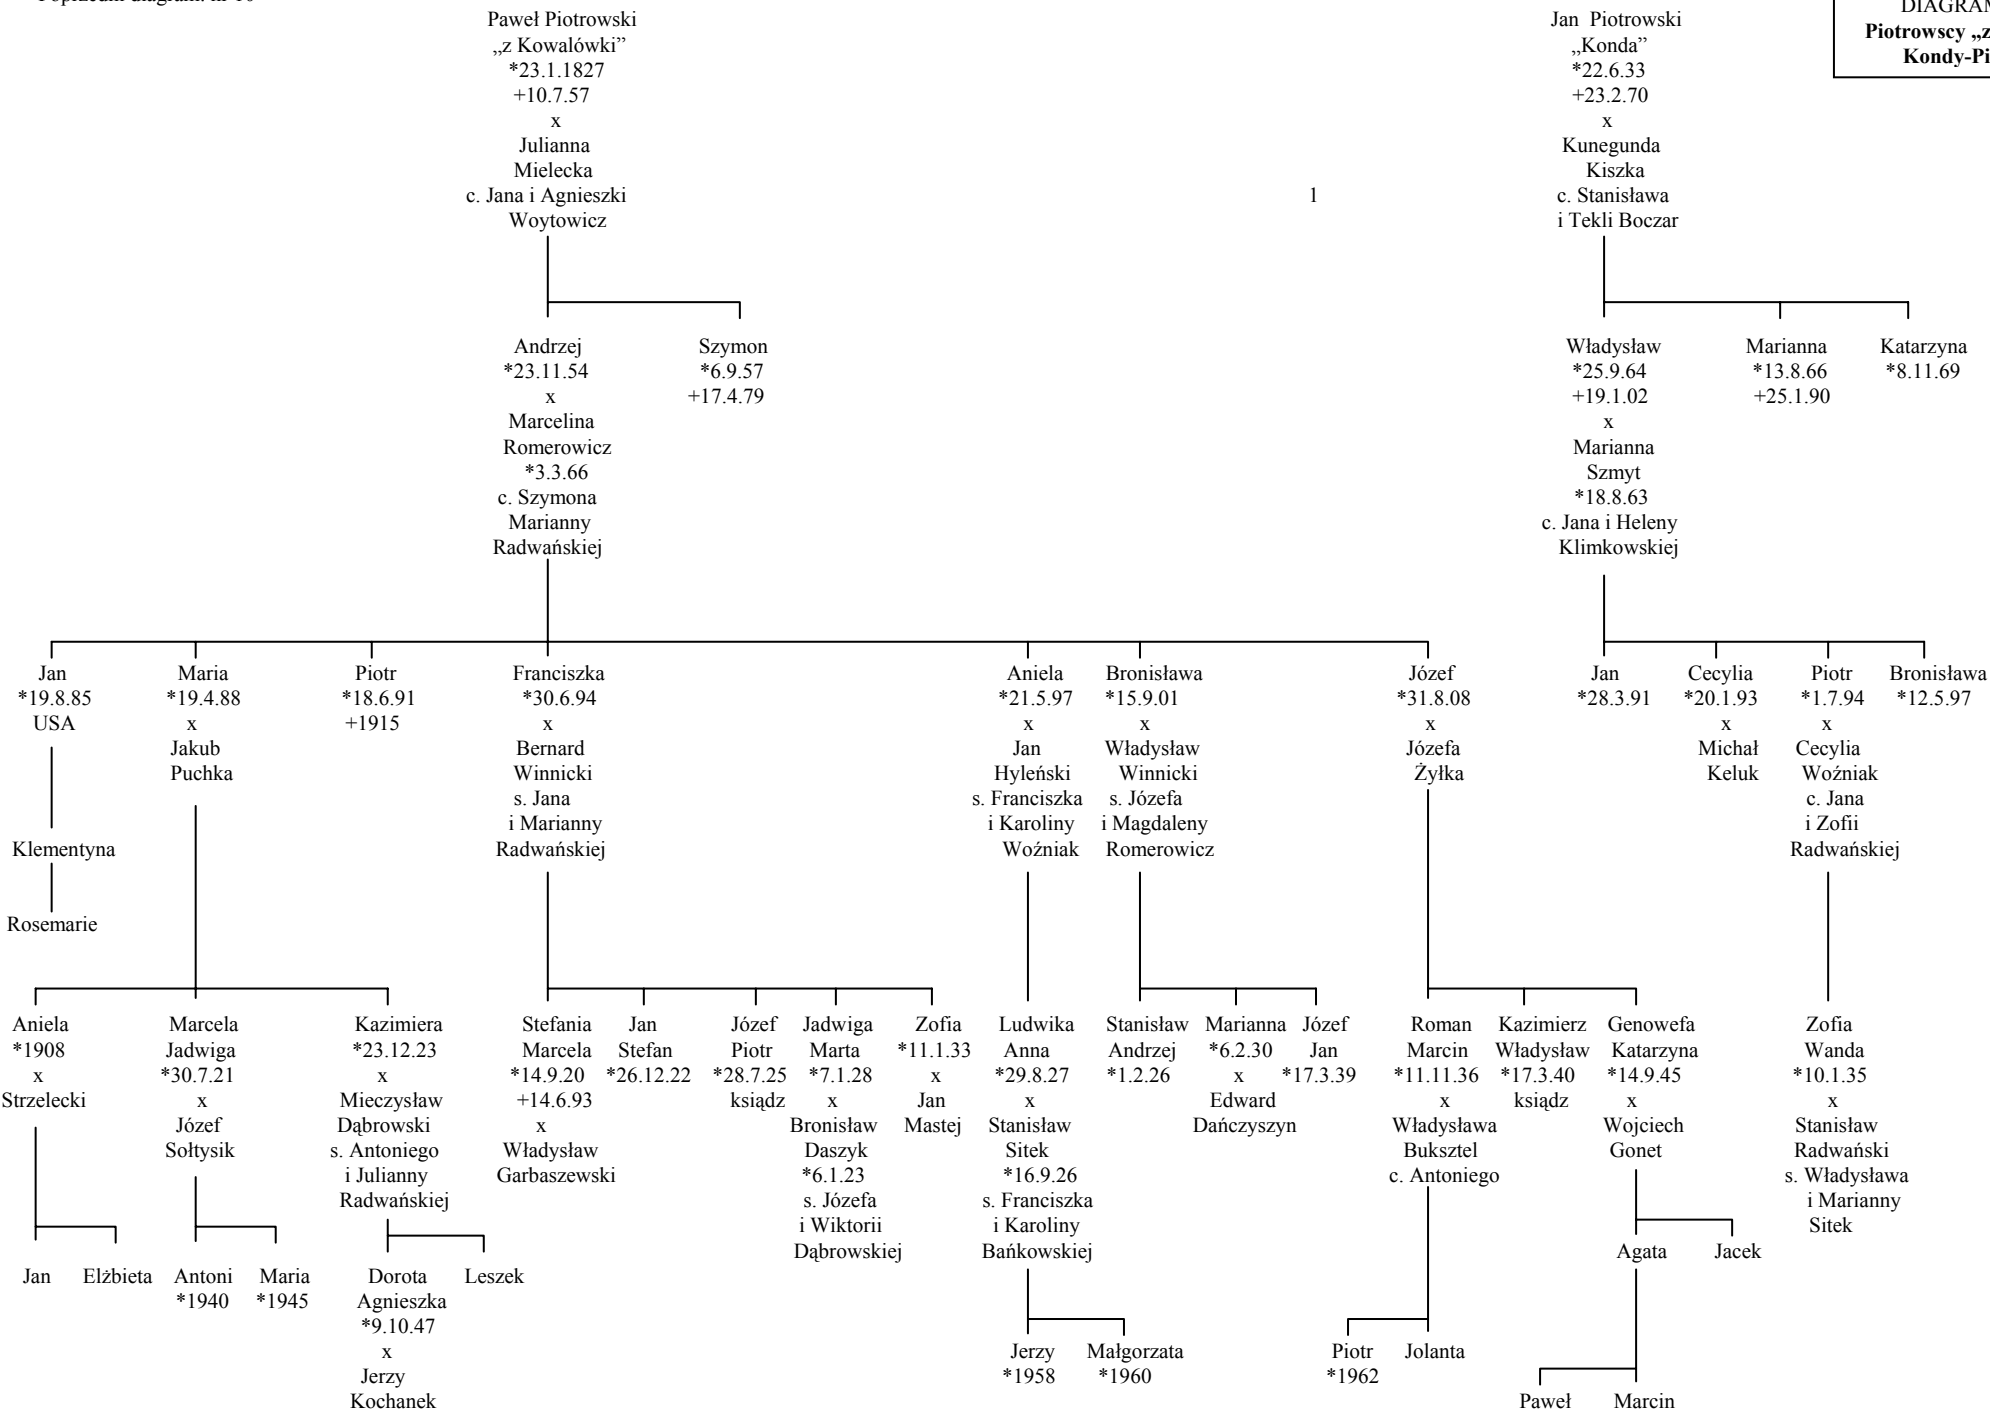 Paweł Piotrowski
„z Kowalówki”
*23.1.1827
+10.7.57
x
Julianna
Mielecka
c. Jana i Agnieszki
Woytowicz
1
Jan Piotrowski
„Konda”
*22.6.33
+23.2.70
x
Kunegunda
Kiszka
c. Stanisława
i Tekli Boczar
DIAGRAM
Piotrowscy „z
Kondy-Pi
Andrzej
*23.11.54
x
Marcelina
Romerowicz
*3.3.66
c. Szymona
Marianny
Radwańskiej
Szymon
*6.9.57
+17.4.79
Władysław
*25.9.64
+19.1.02
x
Marianna
Szmyt
*18.8.63
c. Jana i Heleny
Klimkowskiej
Marianna
*13.8.66
+25.1.90
Katarzyna
*8.11.69
Jan
*19.8.85
USA
Klementyna
Rosemarie
Maria
*19.4.88
x
Jakub
Puchka
Piotr
*18.6.91
+1915
Franciszka
*30.6.94
x
Bernard
Winnicki
s. Jana
i Marianny
Radwańskiej
Aniela
*21.5.97
x
Jan
Hyleński
s. Franciszka
i Karoliny
Woźniak
Bronisława
*15.9.01
x
Władysław
Winnicki
s. Józefa
i Magdaleny
Romerowicz
Józef
*31.8.08
x
Józefa
Żyłka
Jan
*28.3.91
Cecylia
*20.1.93
x
Michał
Keluk
Piotr
*1.7.94
x
Cecylia
Woźniak
c. Jana
i Zofii
Radwańskiej
Bronisława
*12.5.97
Aniela
*1908
x
Strzelecki
Marcela
Jadwiga
*30.7.21
x
Józef
Sołtysik
Kazimiera
*23.12.23
x
Mieczysław
Dąbrowski
s. Antoniego
i Julianny
Radwańskiej
Stefania
Marcela
*14.9.20
+14.6.93
x
Władysław
Garbaszewski
Jan
Stefan
*26.12.22
Józef
Piotr
*28.7.25
ksiądz
Jadwiga
Marta
*7.1.28
x
Bronisław
Daszyk
*6.1.23
s. Józefa
i Wiktorii
Dąbrowskiej
Zofia
*11.1.33
x
Jan
Mastej
Ludwika
Anna
*29.8.27
x
Stanisław
Sitek
*16.9.26
s. Franciszka
i Karoliny
Bańkowskiej
Stanisław
Andrzej
*1.2.26
Marianna
*6.2.30
x
Edward
Dańczyszyn
Józef
Jan
*17.3.39
Roman
Marcin
*11.11.36
x
Władysława
Buksztel
c. Antoniego
Kazimierz
Władysław
*17.3.40
ksiądz
Genowefa
Katarzyna
*14.9.45
x
Wojciech
Gonet
Zofia
Wanda
*10.1.35
x
Stanisław
Radwański
s. Władysława
i Marianny
Sitek
Jan
Elżbieta
Antoni
*1940
Maria
*1945
Dorota
Agnieszka
*9.10.47
x
Jerzy
Kochanek
Leszek
Jerzy
*1958
Małgorzata
*1960
Piotr
*1962
Jolanta
Agata
Jacek
Paweł
Marcin